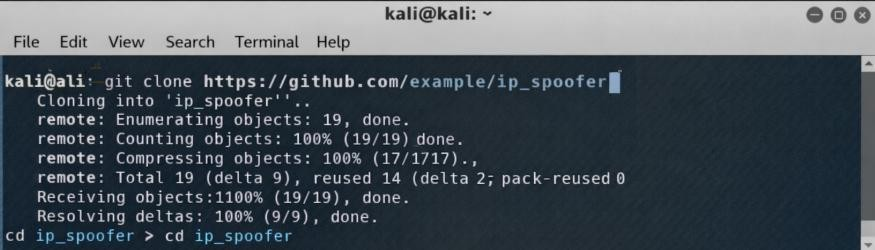 kali@kali: ~
File Edit View Search Terminal Help
kali@ali: git clone https://github.com/example/ip_spoofer
Cloning into 'ip_spoofer''..
remote: Enumerating objects: 19, done.
remote: Counting objects: 100% (19/19) done.
remote: Compressing objects: 100% (17/1717).,
remote: Total 19 (delta 9), reused 14 (delta 2; pack-reused 0
Receiving objects:1100% (19/19), done.
Resolving deltas: 100% (9/9), done.
cd ip_spoofer > cd ip_spoofer